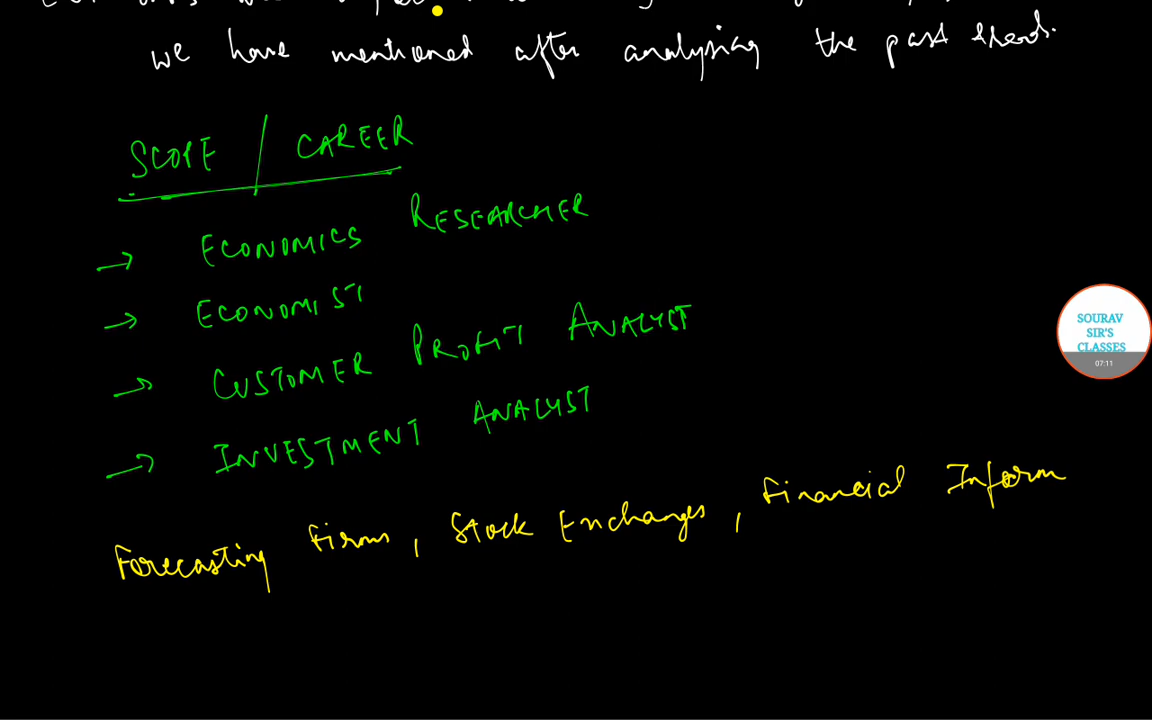 we have mentioned after analysing the past trend.
SCOPE / CAREER
→ ECONOMICS RESEARCHER
→ ECONOMIST
→ CUSTOMER PROFIT ANALYST
→ INVESTMENT ANALYST
Forecasting firms, Stock Exchanges, Financial Inform
SOURAV
SIR'S
CLASSES
07:11